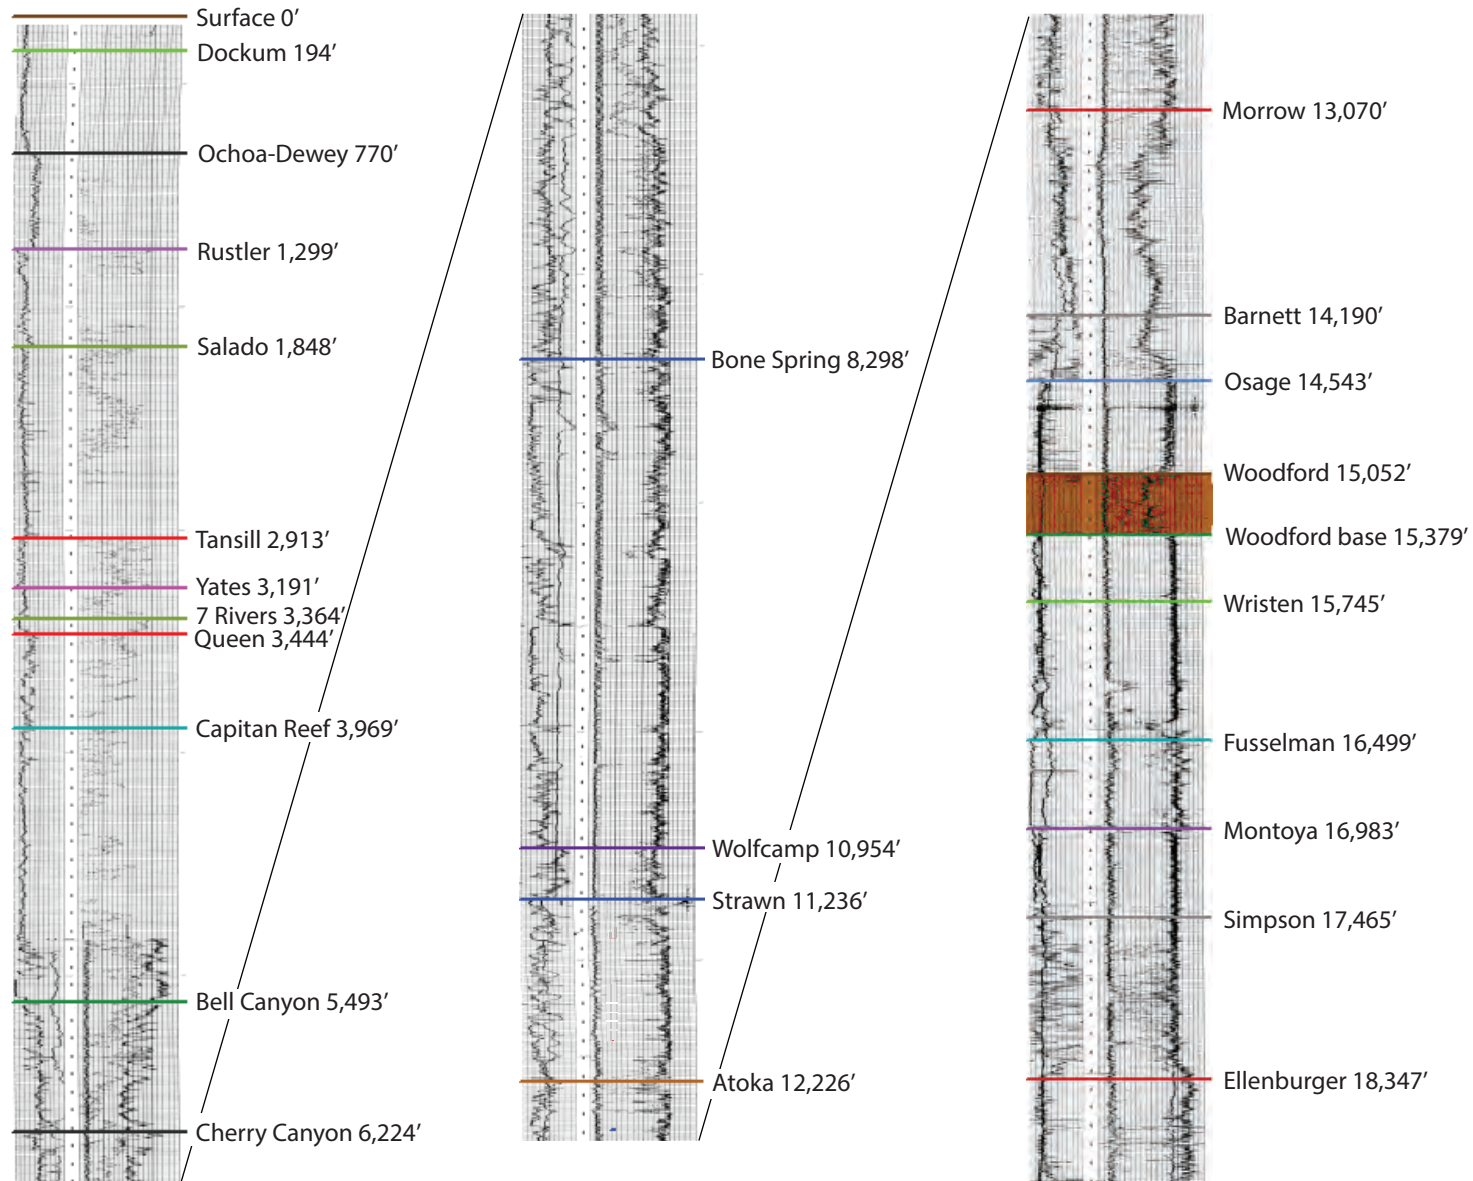 Surface 0′
Dockum 194′
Ochoa-Dewey 770′
Rustler 1,299′
Salado 1,848′
Tansill 2,913′
Yates 3,191′
7 Rivers 3,364′
Queen 3,444′
Capitan Reef 3,969′
Bell Canyon 5,493′
Cherry Canyon 6,224′
Bone Spring 8,298′
Wolfcamp 10,954′
Strawn 11,236′
Atoka 12,226′
Morrow 13,070′
Barnett 14,190′
Osage 14,543′
Woodford 15,052′
Woodford base 15,379′
Wristen 15,745′
Fusselman 16,499′
Montoya 16,983′
Simpson 17,465′
Ellenburger 18,347′